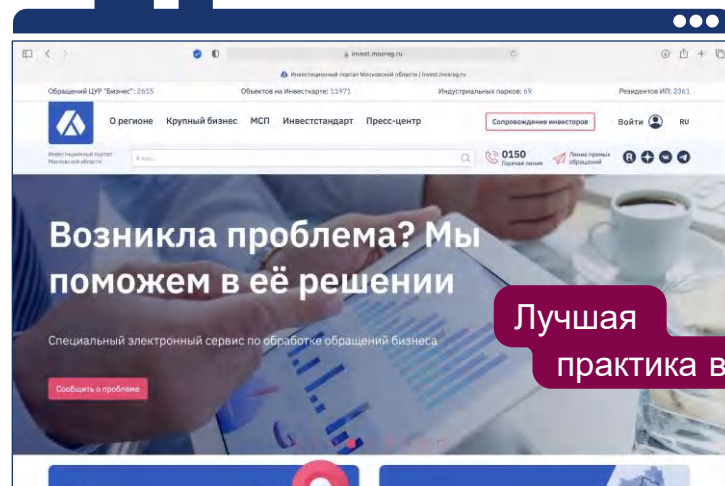 invest.mosreg.ru
Инвестиционный портал Московской области | invest.mosreg.ru
Обращений ЦУР "Бизнес": 2615
Объектов на Инвесткарте: 11971
Индустриальных парков: 69
Резидентов ИП: 2361
О регионе
Крупный бизнес
МСП
Инвестстандарт
Пресс-центр
Сопровождение инвесторов
Войти
RU
Инвестиционный портал
Московской области
Я ищу...
0150
Горячая линия
Линия прямых
обращений
Возникла проблема? Мы
поможем в её решении
Специальный электронный сервис по обработке обращений бизнеса
Сообщить о проблеме
Лучшая
практика в